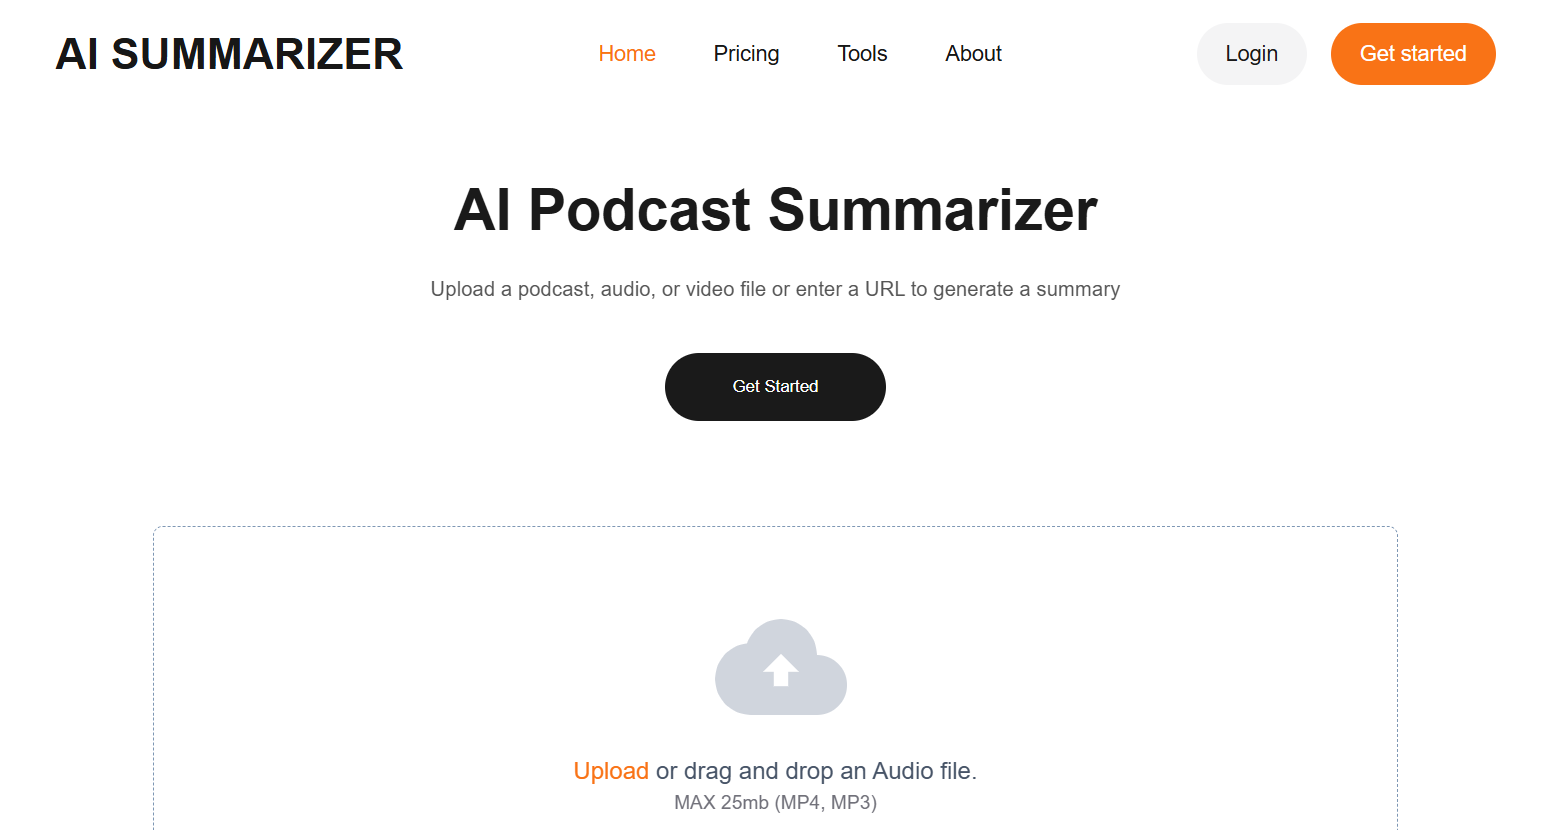 AI SUMMARIZER
Home Pricing Tools About
Login Get started
AI Podcast Summarizer
Upload a podcast, audio, or video file or enter a URL to generate a summary
Get Started
Upload or drag and drop an Audio file.
MAX 25mb (MP4, MP3)